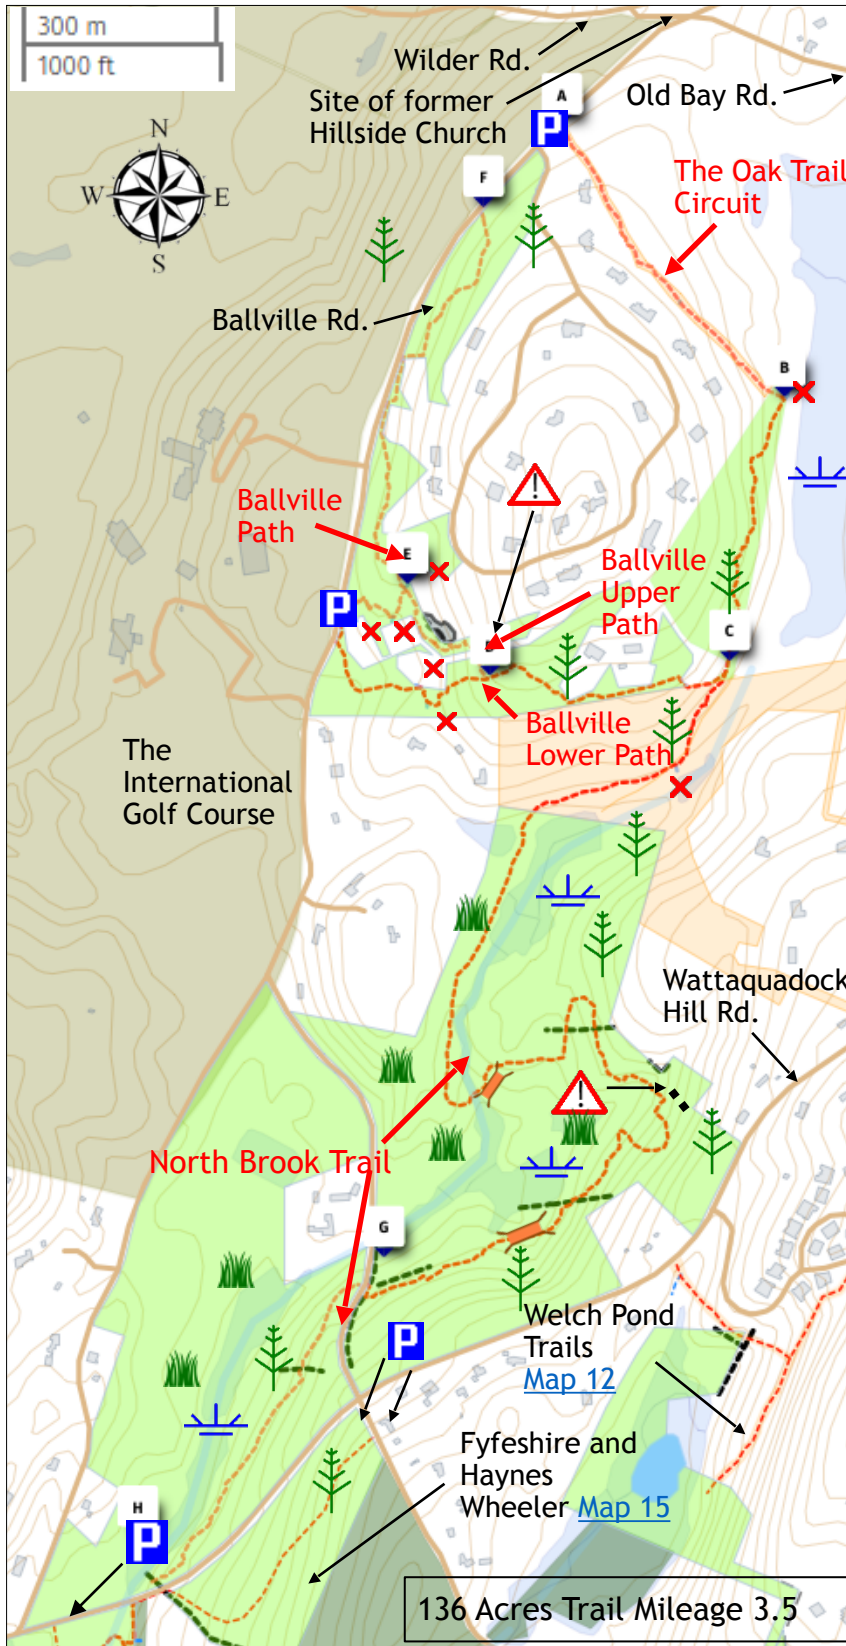 300 m
1000 ft
Wilder Rd.
Site of former
Hillside Church
Old Bay Rd.
A
P
N
W E
S
F
The Oak Trail
Circuit
Ballville Rd.
B
Ballville
Path
E
!
Ballville
Upper
Path
P
C
Ballville
Lower Path
The
International
Golf Course
Wattaquadock
Hill Rd.
!
North Brook Trail
G
Welch Pond
Trails
Map 12
P
Fyfeshire and
Haynes
Wheeler Map 15
H
P
136 Acres Trail Mileage 3.5